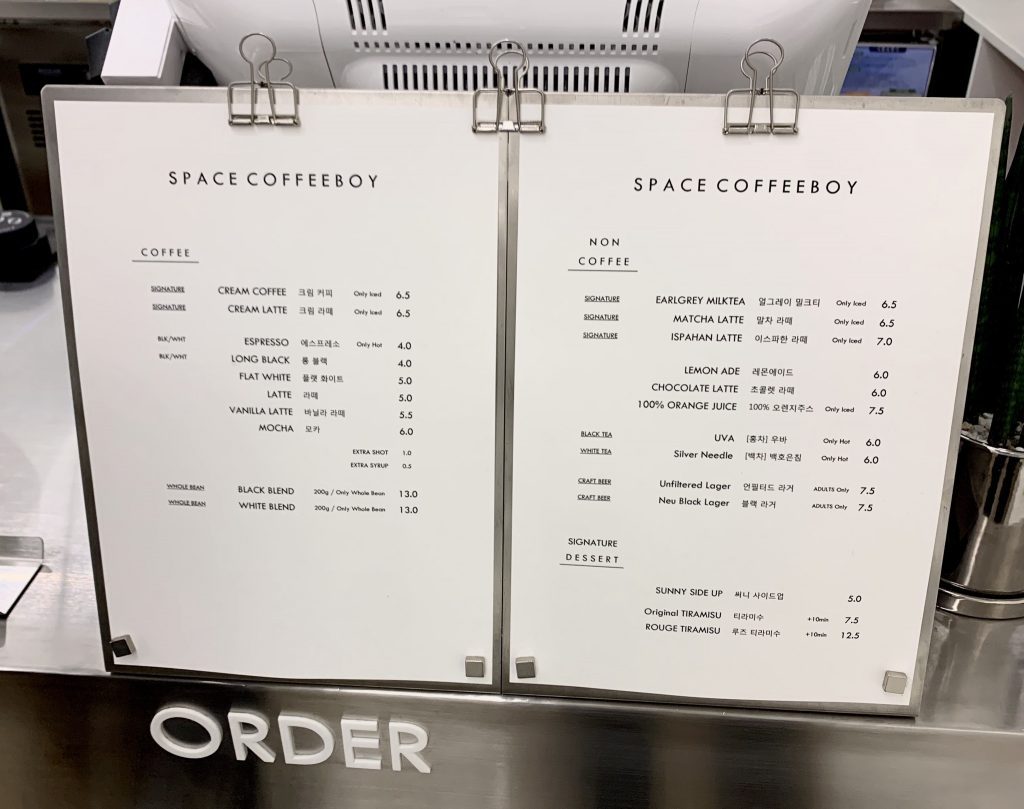 SPACE COFFEEBOY
COFFEE
SIGNATURE CREAM COFFEE 크림 커피 Only Iced 6.5
SIGNATURE CREAM LATTE 크림 라떼 Only Iced 6.5
BLK/WHT ESPRESSO 에스프레소 Only Hot 4.0
BLK/WHT LONG BLACK 롱 블랙 4.0
FLAT WHITE 플랫 화이트 5.0
LATTE 라떼 5.0
VANILLA LATTE 바닐라 라떼 5.5
MOCHA 모카 6.0
EXTRA SHOT 1.0
EXTRA SYRUP 0.5
WHOLE BEAN BLACK BLEND 200g / Only Whole Bean 13.0
WHOLE BEAN WHITE BLEND 200g / Only Whole Bean 13.0
SPACE COFFEEBOY
NON
COFFEE
SIGNATURE EARLGREY MILKTEA 얼그레이 밀크티 Only Iced 6.5
SIGNATURE MATCHA LATTE 말차 라떼 Only Iced 6.5
SIGNATURE ISPAHAN LATTE 이스파한 라떼 Only Iced 7.0
LEMON ADE 레몬에이드 6.0
CHOCOLATE LATTE 초콜렛 라떼 6.0
100% ORANGE JUICE 100% 오렌지주스 Only Iced 7.5
BLACK TEA UVA [홍차] 우바 Only Hot 6.0
WHITE TEA Silver Needle [백차] 백호은침 Only Hot 6.0
CRAFT BEER Unfiltered Lager 언필터드 라거 ADULTS Only 7.5
CRAFT BEER Neu Black Lager 블랙 라거 ADULTS Only 7.5
SIGNATURE
DESSERT
SUNNY SIDE UP 써니 사이드업 5.0
Original TIRAMISU 티라미수 +10min 7.5
ROUGE TIRAMISU 루즈 티라미수 +10min 12.5
ORDER